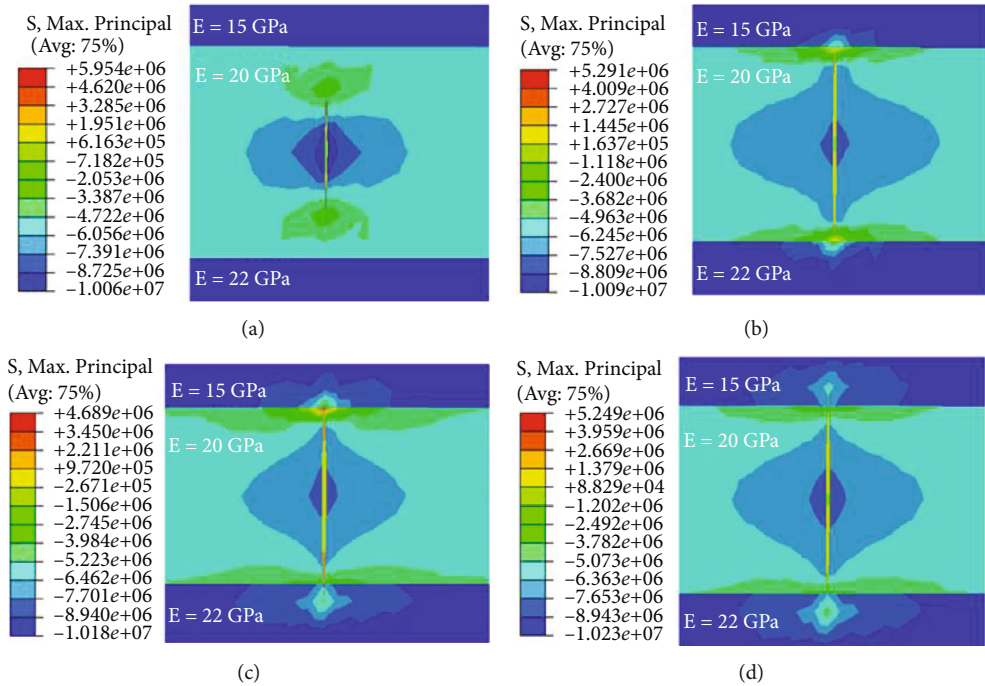 S, Max. Principal
(Avg: 75%)
+5.954e+06
+4.620e+06
+3.285e+06
+1.951e+06
+6.163e+05
−7.182e+05
−2.053e+06
−3.387e+06
−4.722e+06
−6.056e+06
−7.391e+06
−8.725e+06
−1.006e+07
E = 15 GPa
E = 20 GPa
E = 22 GPa
(a)
S, Max. Principal
(Avg: 75%)
+5.291e+06
+4.009e+06
+2.727e+06
+1.445e+06
+1.637e+05
−1.118e+06
−2.400e+06
−3.682e+06
−4.963e+06
−6.245e+06
−7.527e+06
−8.809e+06
−1.009e+07
E = 15 GPa
E = 20 GPa
E = 22 GPa
(b)
S, Max. Principal
(Avg: 75%)
+4.689e+06
+3.450e+06
+2.211e+06
+9.720e+05
−2.671e+05
−1.506e+06
−2.745e+06
−3.984e+06
−5.223e+06
−6.462e+06
−7.701e+06
−8.940e+06
−1.018e+07
E = 15 GPa
E = 20 GPa
E = 22 GPa
(c)
S, Max. Principal
(Avg: 75%)
+5.249e+06
+3.959e+06
+2.669e+06
+1.379e+06
+8.829e+04
−1.202e+06
−2.492e+06
−3.782e+06
−5.073e+06
−6.363e+06
−7.653e+06
−8.943e+06
−1.023e+07
E = 15 GPa
E = 20 GPa
E = 22 GPa
(d)